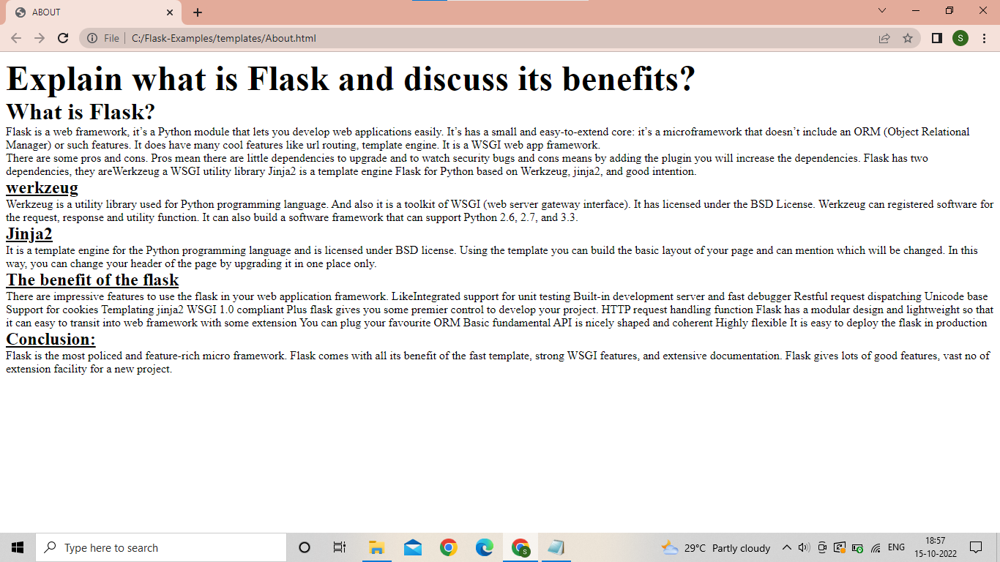 ABOUT
File
C:/Flask-Examples/templates/About.html
S
Explain what is Flask and discuss its benefits?
What is Flask?
Flask is a web framework, it’s a Python module that lets you develop web applications easily. It’s has a small and easy-to-extend core: it’s a microframework that doesn’t include an ORM (Object Relational
Manager) or such features. It does have many cool features like url routing, template engine. It is a WSGI web app framework.
There are some pros and cons. Pros mean there are little dependencies to upgrade and to watch security bugs and cons means by adding the plugin you will increase the dependencies. Flask has two
dependencies, they areWerkzeug a WSGI utility library Jinja2 is a template engine Flask for Python based on Werkzeug, jinja2, and good intention.
werkzeug
Werkzeug is a utility library used for Python programming language. And also it is a toolkit of WSGI (web server gateway interface). It has licensed under the BSD License. Werkzeug can registered software for
the request, response and utility function. It can also build a software framework that can support Python 2.6, 2.7, and 3.3.
Jinja2
It is a template engine for the Python programming language and is licensed under BSD license. Using the template you can build the basic layout of your page and can mention which will be changed. In this
way, you can change your header of the page by upgrading it in one place only.
The benefit of the flask
There are impressive features to use the flask in your web application framework. LikeIntegrated support for unit testing Built-in development server and fast debugger Restful request dispatching Unicode base
Support for cookies Templating jinja2 WSGI 1.0 compliant Plus flask gives you some premier control to develop your project. HTTP request handling function Flask has a modular design and lightweight so that
it can easy to transit into web framework with some extension You can plug your favourite ORM Basic fundamental API is nicely shaped and coherent Highly flexible It is easy to deploy the flask in production
Conclusion:
Flask is the most policed and feature-rich micro framework. Flask comes with all its benefit of the fast template, strong WSGI features, and extensive documentation. Flask gives lots of good features, vast no of
extension facility for a new project.
Type here to search
S
29°C Partly cloudy
ENG
18:57
15-10-2022